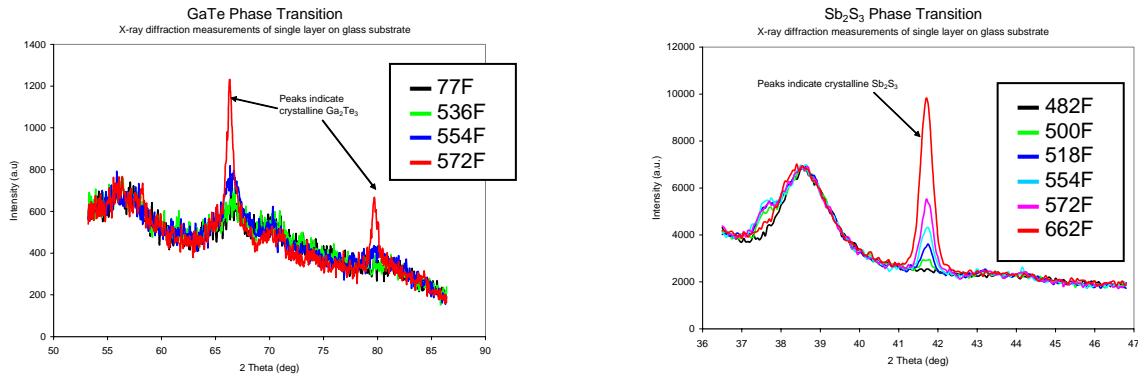 GaTe Phase Transition
X-ray diffraction measurements of single layer on glass substrate
Intensity (a.u)
1400
1200
1000
800
600
400
200
0
Peaks indicate
crystalline Ga₂Te₃
77F
536F
554F
572F
50 55 60 65 70 75 80 85 90
2 Theta (deg)
Sb₂S₃ Phase Transition
X-ray diffraction measurements of single layer on glass substrate
Intensity (a.u.)
12000
10000
8000
6000
4000
2000
0
Peaks indicate crystalline Sb₂S₃
482F
500F
518F
554F
572F
662F
36 37 38 39 40 41 42 43 44 45 46 47
2 Theta (deg)